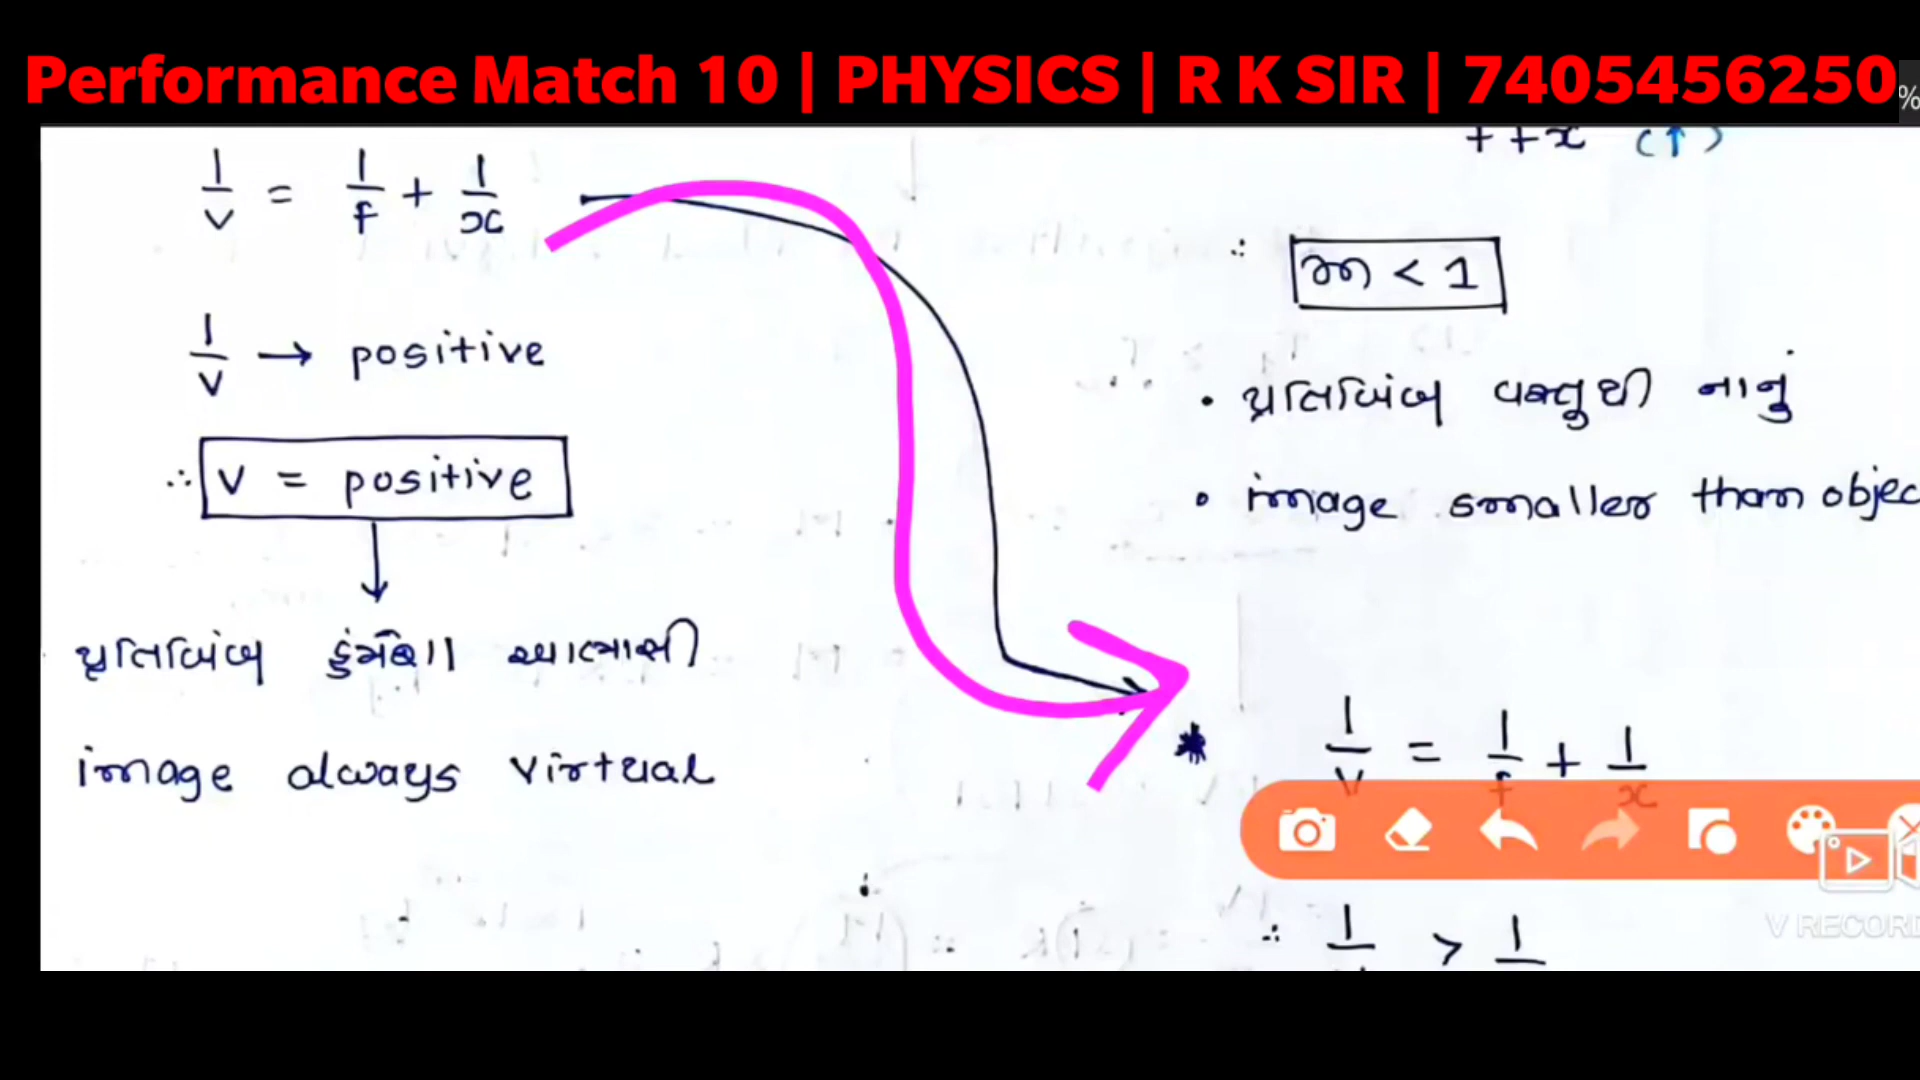 Performance Match 10 | PHYSICS | R K SIR | 7405456250
%
1/v = 1/f + 1/x
1/v → positive
∴ v = positive
પ્રતિબિંબ હંમેશા આભાસી
image always virtual
f+x (↑)
∴ m < 1
• પ્રતિબિંબ વસ્તુથી નાનું
• image smaller than objec
* 1/v = 1/f + 1/x
V RECORD
∴ 1 > 1